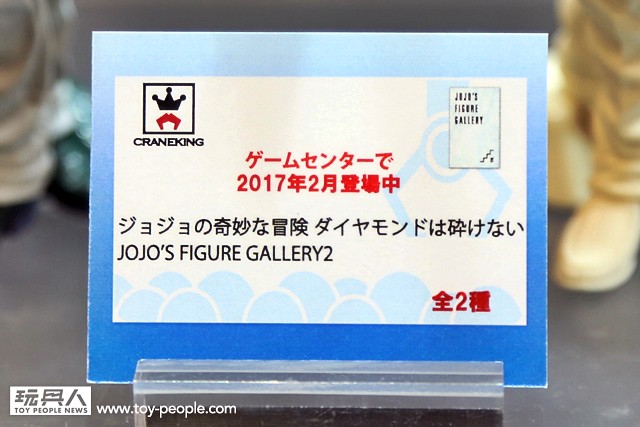 CRANEKING
JOJO'S
FIGURE
GALLERY
ゲームセンターで
2017年2月登場中
ジョジョの奇妙な冒険 ダイヤモンドは砕けない
JOJO'S FIGURE GALLERY2
全2種
玩具人
TOY PEOPLE NEWS
www.toy-people.com